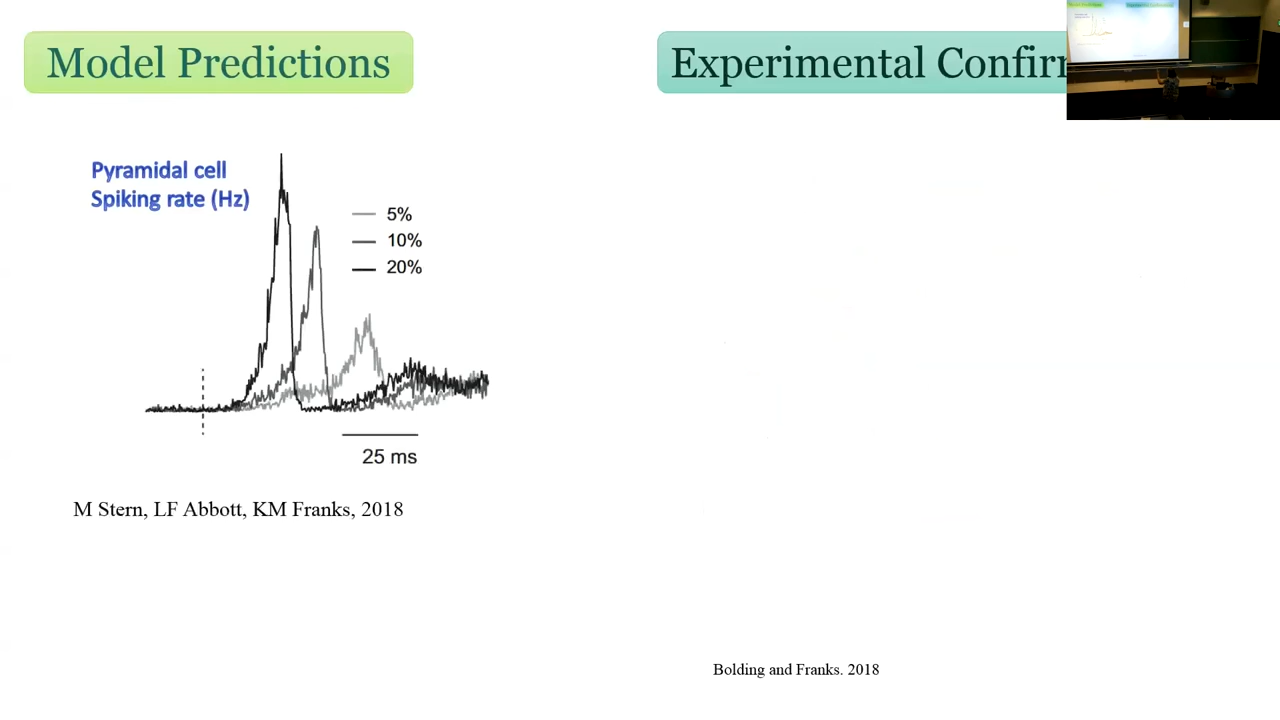 Model Predictions
Experimental Confir
Pyramidal cell
Spiking rate (Hz)
5%
10%
20%
25 ms
M Stern, LF Abbott, KM Franks, 2018
Bolding and Franks. 2018